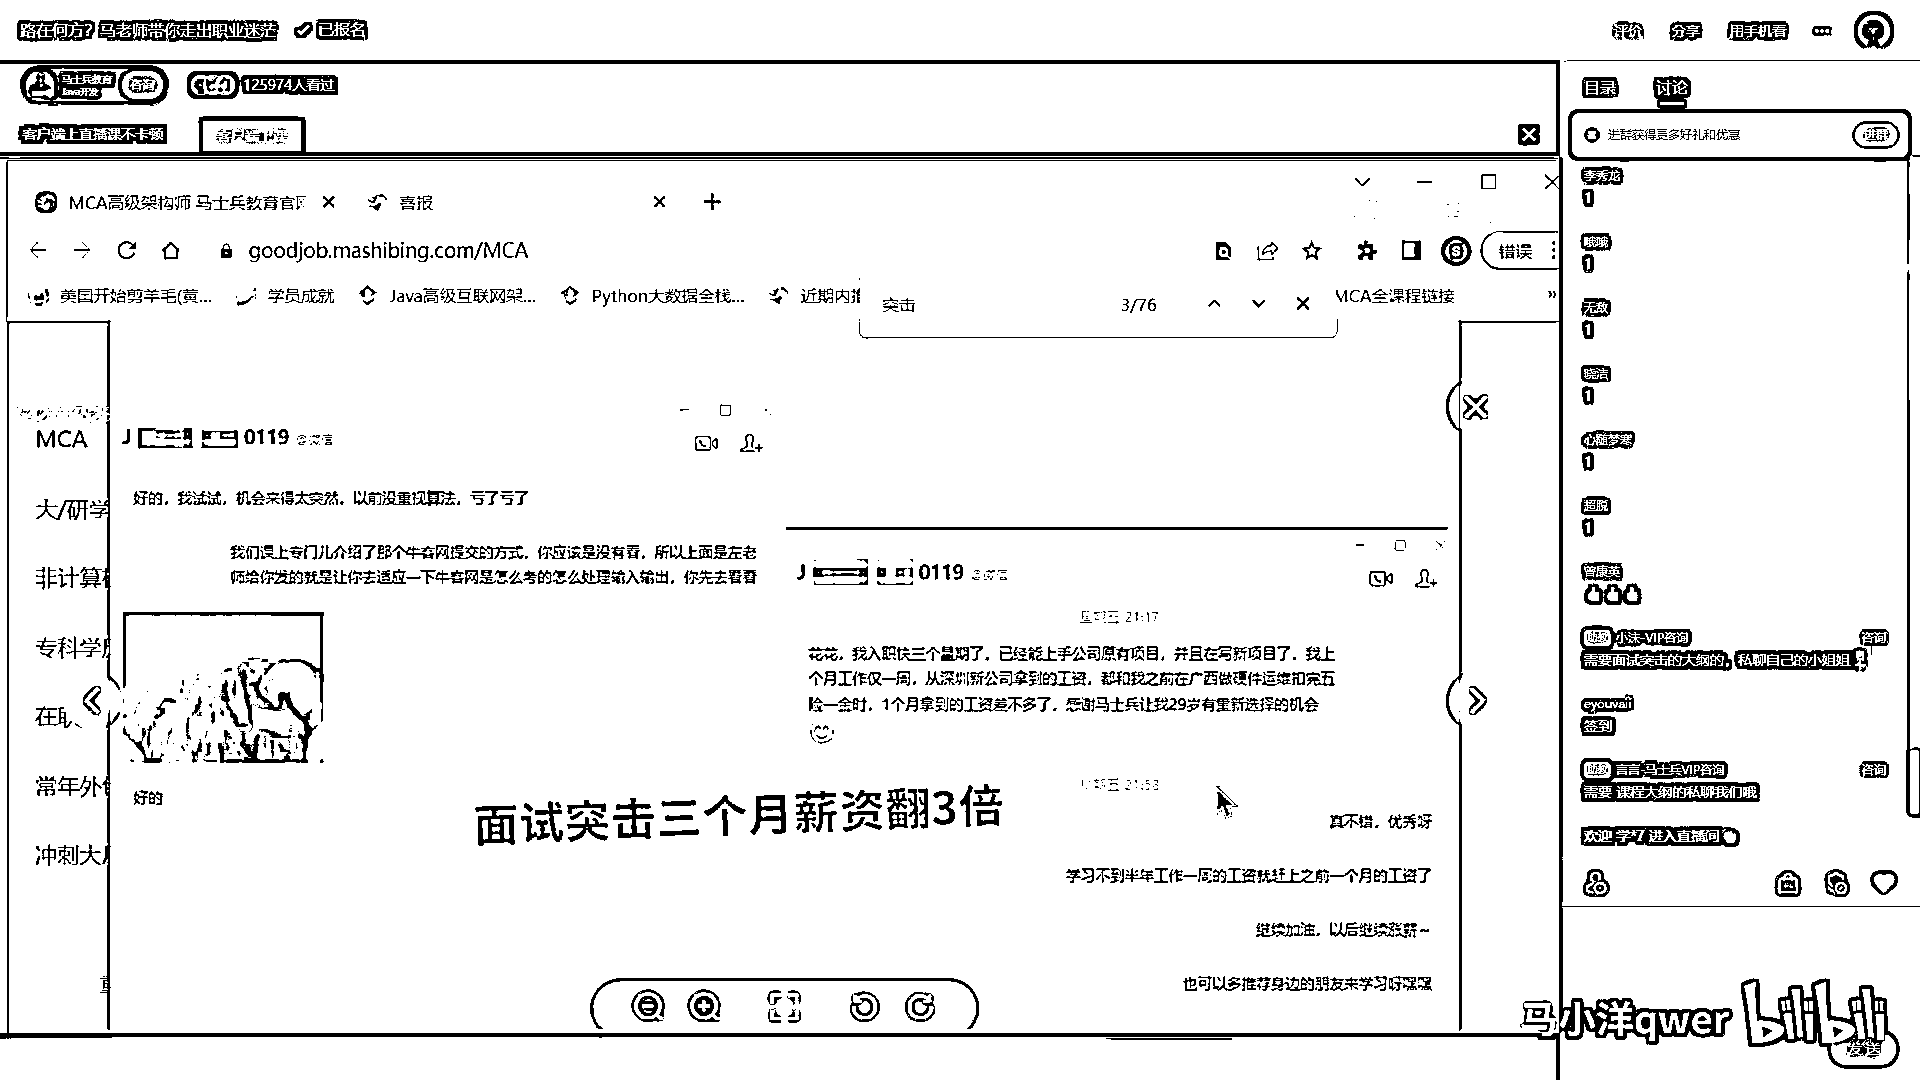 路在何方？马老师带你走出职业迷茫 已报名
评价 分享 用手机看
马士兵教育
Java开发
咨询
125974人看过
目录 讨论
客户端上直播课不卡顿
进群获得更多好礼和优惠 进群
MCA高级架构师 马士兵教育官网
喜报
goodjob.mashibing.com/MCA
错误
美国开始剪羊毛(黄...
学员成就
Java高级互联网架...
Python大数据全栈...
近期内推
MCA全课程链接
突击 3/76
MCA
大/研学
非计算机
专科学历
在职
常年外包
冲刺大厂
J 0119 @微信
好的，我试试，机会来得太突然，以前没重视算法，亏了亏了
我们课上专门儿介绍了那个牛客网提交的方式，你应该是没有看，所以上面是左老
师给你发的就是让你去适应一下牛客网是怎么考的怎么处理输入输出，你先去看看
好的
J 0119 @微信
星期五 21:17
花花，我入职快三个星期了，已经能上手公司原有项目，并且在写新项目了，我上
个月工作仅一周，从深圳新公司拿到的工资，都和我之前在广西做硬件运维扣完五
险一金时，1个月拿到的工资差不多了，感谢马士兵让我29岁有重新选择的机会
真不错，优秀呀
学习不到半年工作一周的工资就赶上之前一个月的工资了
继续加油，以后继续涨薪~
也可以多推荐身边的朋友来学习呀嘿嘿
面试突击三个月薪资翻3倍
李秀龙
1
哦哦
1
无敌
1
晓洁
1
心随梦寒
1
超脱
1
曾康英
小沫-VIP咨询 咨询
需要面试突击的大纲的，私聊自己的小姐姐
eyouvaii
签到
言言-马士兵VIP咨询 咨询
需要 课程大纲的私聊我们哦
欢迎 学*7 进入直播间
马小洋qwer bilibili
发送